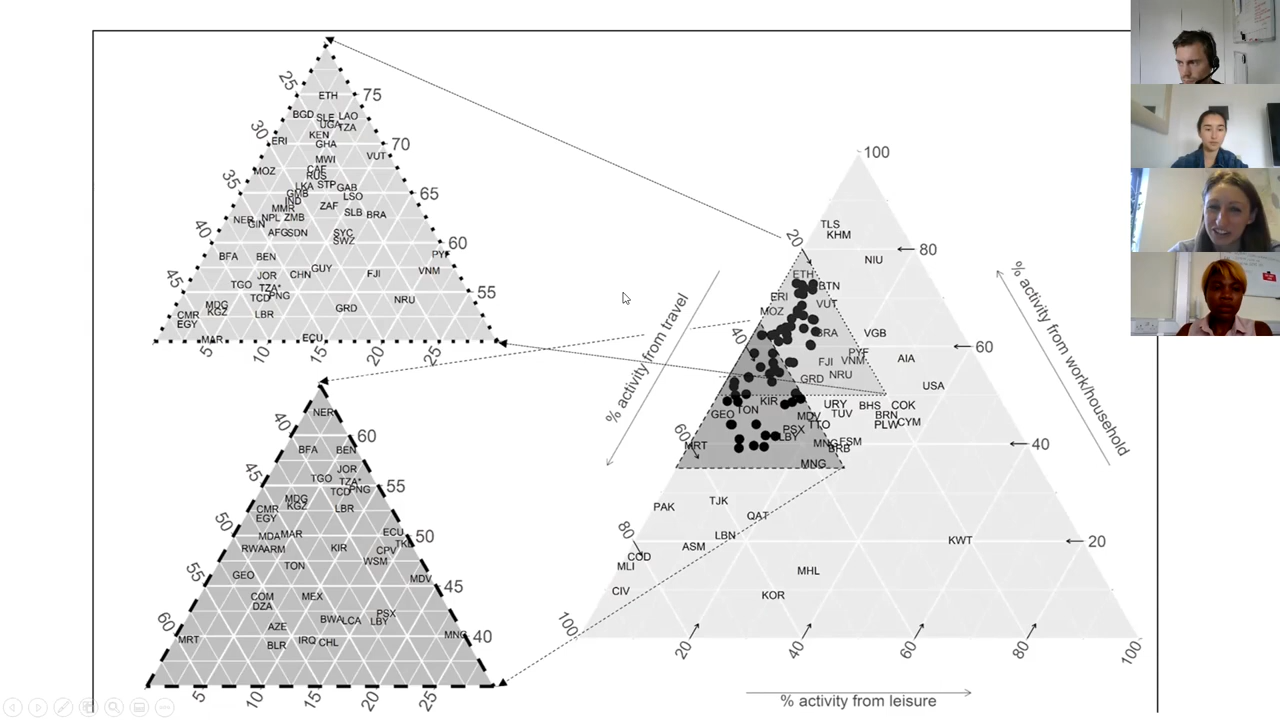 ETH
25
75
BGD SLE LAO
UGA TZA
30
KEN
ERI
GHA
70
MWI
VUT
CAF
MOZ
RUS
35
LKA STP GAB
65
GMB
LSO
IND
MMR ZAF
SLB BRA
NER NPL ZMB
GIN
40
AFG SDN SYC
SWZ
60
BFA BEN
PYF
GUY
VNM
JOR CHN FJI
45
TGO TZA*
TCD PNG
55
MDG
NRU
KGZ
GRD
CMR LBR
EGY
MAR ECU
5 10 15 20 25
NER
40
60
BFA BEN
JOR
45
TGO TZA*
TCD PNG
55
MDG
KGZ
CMR LBR
EGY
50
MDA MAR ECU
50
TKL
RWA ARM KIR CPV
WSM
TON
55
GEO MDV
45
COM MEX
DZA
PSX
BWA LCA LBY
60
AZE
MRT IRQ CHL MNG
40
BLR
5 10 15 20 25
100
TLS
KHM
20
80
NIU
ETH
BTN
ERI
VUT
MOZ
BRA VGB
40
60
PYF
FJI VNM AIA
GRD NRU
USA
KIR URY BHS COK
TON
GEO MDV TUV BRN CYM
TTO PLW
60
PSX
LBY
MRT MNG FSM
40
BRB
MNG
TJK
PAK
QAT
80
LBN
KWT
20
ASM
COD
MLI
MHL
CIV
KOR
100
20 40 60 80 100
% activity from travel
% activity from work/household
% activity from leisure